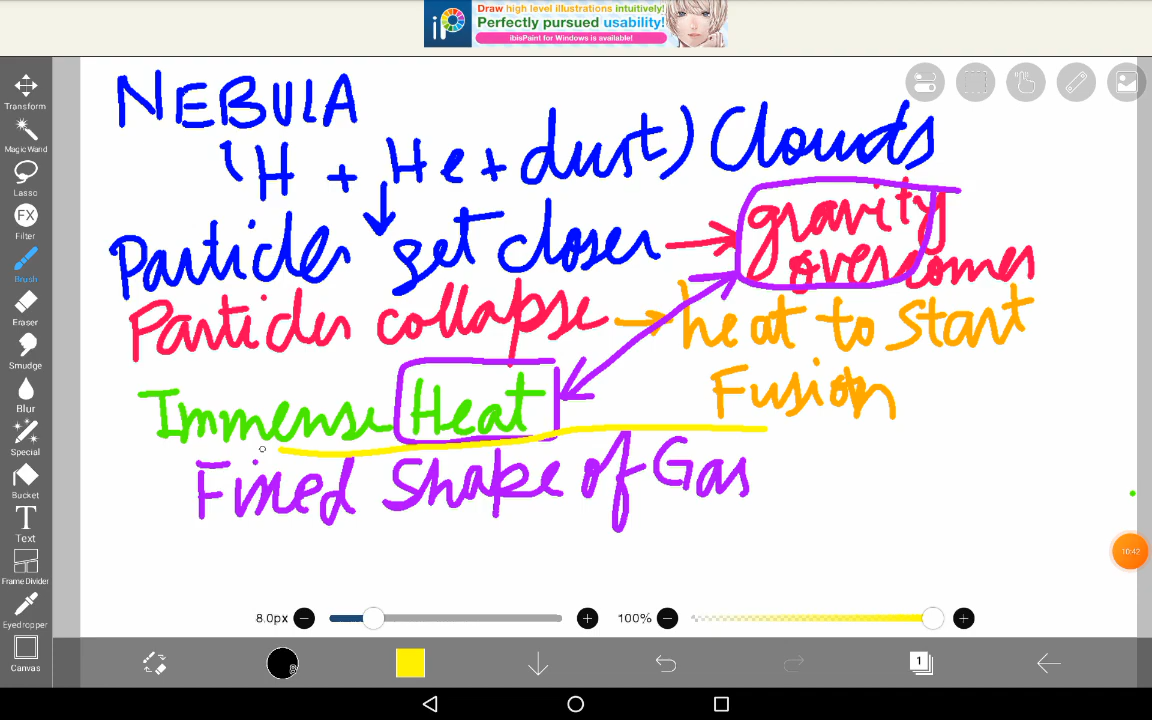 Draw high level illustrations intuitively!
Perfectly pursued usability!
ibisPaint for Windows is available!
iP
Transform
Magic Wand
Lasso
FX
Filter
Brush
Eraser
Smudge
Blur
Special
Bucket
T
Text
Frame Divider
Eyedropper
Canvas
NEBULA
(H + He + dust) Clouds
Particles get closer → gravity
overcomes
Particles collapse → heat to Start
Fusion
Immense Heat
Fixed Shape of Gas
10:42
8.0px
100%
1